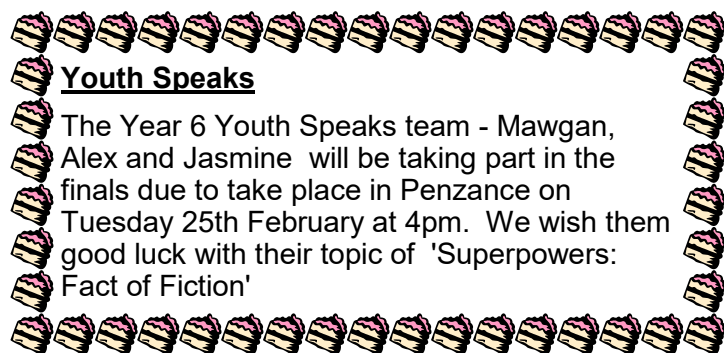 Youth Speaks
The Year 6 Youth Speaks team - Mawgan,
Alex and Jasmine  will be taking part in the
finals due to take place in Penzance on
Tuesday 25th February at 4pm.  We wish them
good luck with their topic of  'Superpowers:
Fact of Fiction'